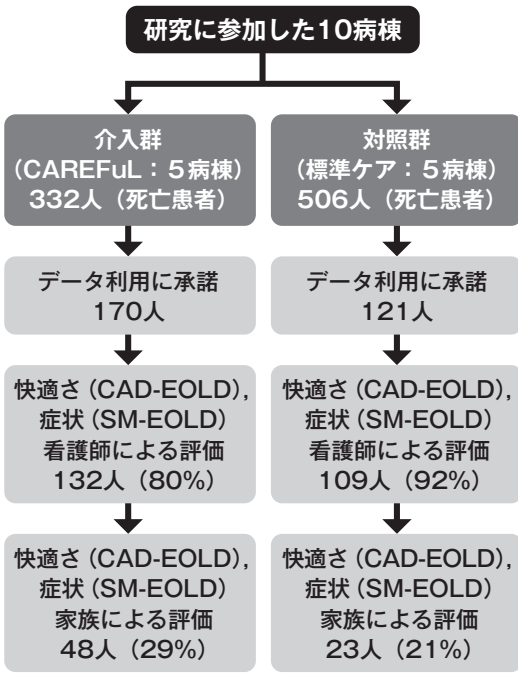 研究に参加した10病棟
介入群
(CAREFuL：5病棟)
332人（死亡患者）
対照群
(標準ケア：5病棟)
506人（死亡患者）
データ利用に承諾
170人
データ利用に承諾
121人
快適さ（CAD-EOLD），
症状（SM-EOLD）
看護師による評価
132人（80%）
快適さ（CAD-EOLD），
症状（SM-EOLD）
看護師による評価
109人（92%）
快適さ（CAD-EOLD），
症状（SM-EOLD）
家族による評価
48人（29%）
快適さ（CAD-EOLD），
症状（SM-EOLD）
家族による評価
23人（21%）